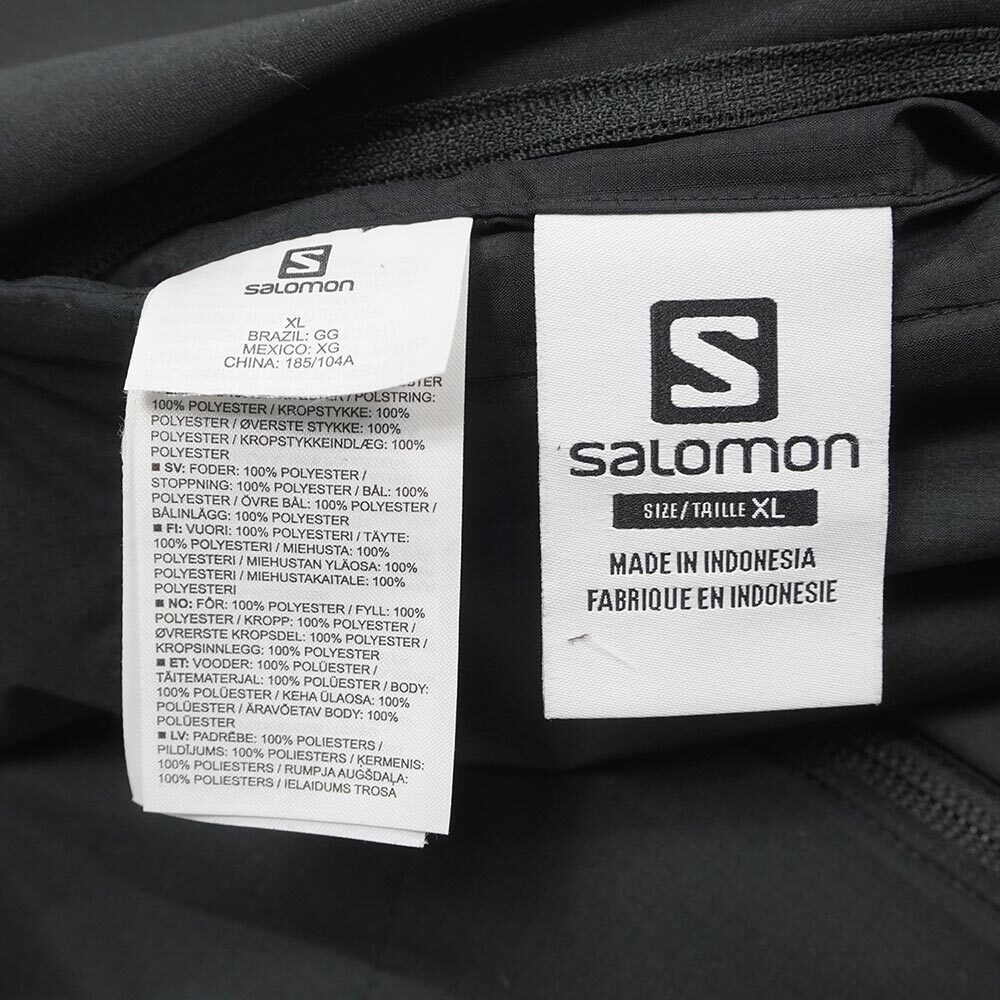 S
salomon
XL
BRAZIL: GG
MEXICO: XG
CHINA: 185/104A
POLSTRING:
100% POLYESTER / KROPSTYKKE: 100%
POLYESTER / ØVERSTE STYKKE: 100%
POLYESTER / KROPSTYKKEINDLÆG: 100%
POLYESTER
■ SV: FODER: 100% POLYESTER /
STOPPNING: 100% POLYESTER / BÅL: 100%
POLYESTER / ÖVRE BÅL: 100% POLYESTER /
BÅLINLÄGG: 100% POLYESTER
■ FI: VUORI: 100% POLYESTERI / TÄYTE:
100% POLYESTERI / MIEHUSTA: 100%
POLYESTERI / MIEHUSTAN YLÄOSA: 100%
POLYESTERI / MIEHUSTAKAITALE: 100%
POLYESTERI
■ NO: FÔR: 100% POLYESTER / FYLL: 100%
POLYESTER / KROPP: 100% POLYESTER /
ØVRERSTE KROPSDEL: 100% POLYESTER /
KROPSINNLEGG: 100% POLYESTER
■ ET: VOODER: 100% POLÜESTER /
TÄITEMATERJAL: 100% POLÜESTER / BODY:
100% POLÜESTER / KEHA ÜLAOSA: 100%
POLÜESTER / ÄRAVÕETAV BODY: 100%
POLÜESTER
■ LV: PADRĒBE: 100% POLIESTERS /
PILDĪJUMS: 100% POLIESTERS / ĶERMENIS:
100% POLIESTERS / RUMPJA AUGŠDAĻA:
100% POLIESTERS / IELAIDUMS TROSĀ
S
salomon
SIZE/TAILLE XL
MADE IN INDONESIA
FABRIQUE EN INDONESIE